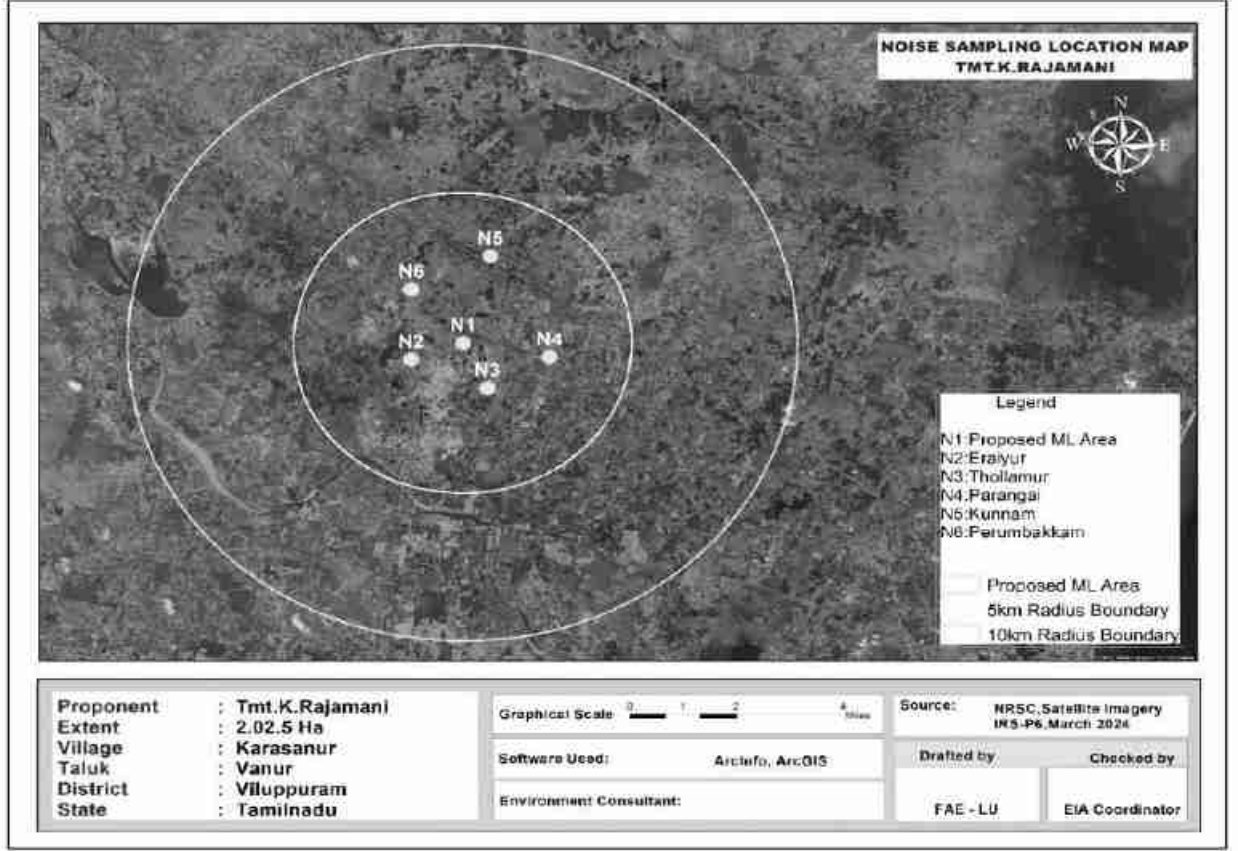 NOISE SAMPLING LOCATION MAP
TMT.K.RAJAMANI
N
W E
S
N5
N6
N1
N2 N4
N3
Legend
N1:Proposed ML Area
N2:Eraiyur
N3:Thollamur
N4:Parangai
N5:Kunnam
N6:Perumbakkam
Proposed ML Area
5km Radius Boundary
10km Radius Boundary
Proponent : Tmt.K.Rajamani
Extent : 2.02.5 Ha
Village : Karasanur
Taluk : Vanur
District : Viluppuram
State : Tamilnadu
Graphical Scale 0 1 2 4 Miles
Software Used: ArcInfo, ArcGIS
Environment Consultant:
Source: NRSC,Satellite Imagery
IRS-P6,March 2024
Drafted by Checked by
FAE - LU EIA Coordinator